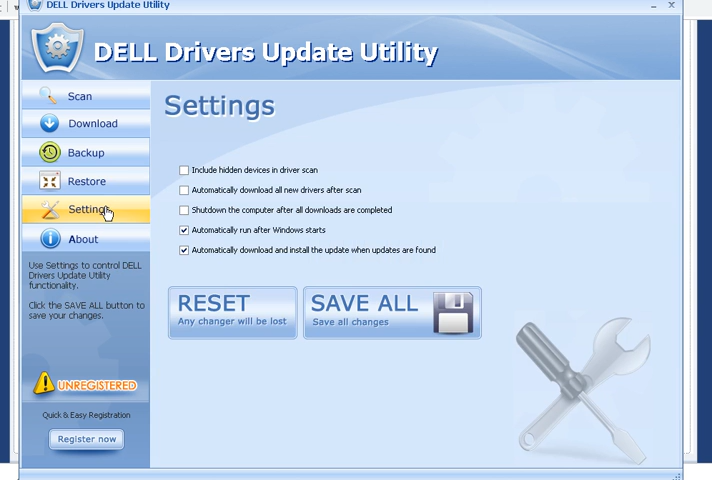 DELL Drivers Update Utility
DELL Drivers Update Utility
Scan
Download
Backup
Restore
Settings
About
Use Settings to control DELL
Drivers Update Utility
functionality.
Click the SAVE ALL button to
save your changes.
UNREGISTERED
Quick & Easy Registration
Register now
Settings
Include hidden devices in driver scan
Automatically download all new drivers after scan
Shutdown the computer after all downloads are completed
Automatically run after Windows starts
Automatically download and install the update when updates are found
RESET
Any changer will be lost
SAVE ALL
Save all changes